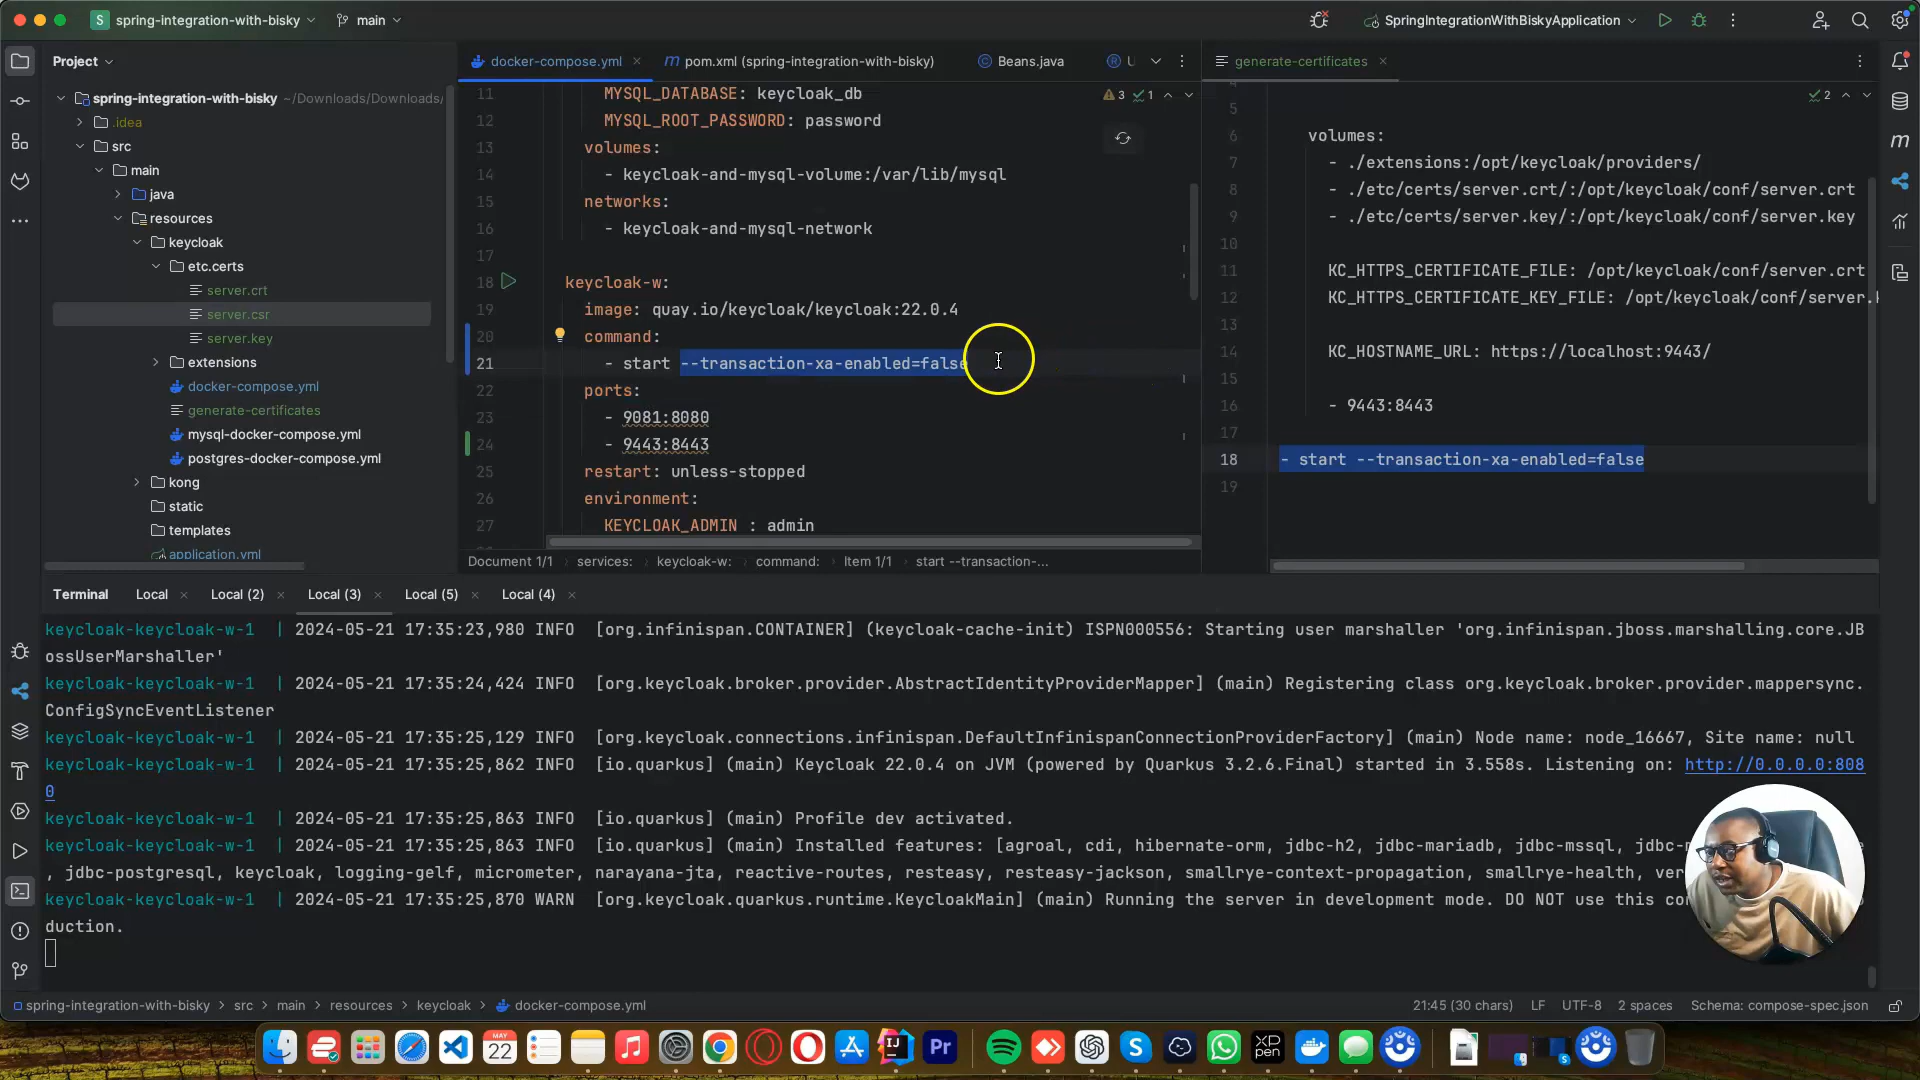 S spring-integration-with-bisky main SpringIntegrationWithBiskyApplication
Project
docker-compose.yml
pom.xml (spring-integration-with-bisky)
Beans.java
generate-certificates
spring-integration-with-bisky ~/Downloads/Downloads/
.idea
src
main
java
resources
keycloak
etc.certs
server.crt
server.csr
server.key
extensions
docker-compose.yml
generate-certificates
mysql-docker-compose.yml
postgres-docker-compose.yml
kong
static
templates
application.yml
3 1
11 MYSQL_DATABASE: keycloak_db
12 MYSQL_ROOT_PASSWORD: password
13 volumes:
14 - keycloak-and-mysql-volume:/var/lib/mysql
15 networks:
16 - keycloak-and-mysql-network
17
18 keycloak-w:
19 image: quay.io/keycloak/keycloak:22.0.4
20 command:
21 - start --transaction-xa-enabled=false
22 ports:
23 - 9081:8080
24 - 9443:8443
25 restart: unless-stopped
26 environment:
27 KEYCLOAK_ADMIN : admin
Document 1/1 services: keycloak-w: command: Item 1/1 start --transaction-...
2
5
6 volumes:
7 - ./extensions:/opt/keycloak/providers/
8 - ./etc/certs/server.crt/:/opt/keycloak/conf/server.crt
9 - ./etc/certs/server.key/:/opt/keycloak/conf/server.key
10
11 KC_HTTPS_CERTIFICATE_FILE: /opt/keycloak/conf/server.crt
12 KC_HTTPS_CERTIFICATE_KEY_FILE: /opt/keycloak/conf/server.
13
14 KC_HOSTNAME_URL: https://localhost:9443/
15
16 - 9443:8443
17
18 - start --transaction-xa-enabled=false
19
Terminal Local Local (2) Local (3) Local (5) Local (4)
keycloak-keycloak-w-1 | 2024-05-21 17:35:23,980 INFO [org.infinispan.CONTAINER] (keycloak-cache-init) ISPN000556: Starting user marshaller 'org.infinispan.jboss.marshalling.core.JB
ossUserMarshaller'
keycloak-keycloak-w-1 | 2024-05-21 17:35:24,424 INFO [org.keycloak.broker.provider.AbstractIdentityProviderMapper] (main) Registering class org.keycloak.broker.provider.mappersync.
ConfigSyncEventListener
keycloak-keycloak-w-1 | 2024-05-21 17:35:25,129 INFO [org.keycloak.connections.infinispan.DefaultInfinispanConnectionProviderFactory] (main) Node name: node_16667, Site name: null
keycloak-keycloak-w-1 | 2024-05-21 17:35:25,862 INFO [io.quarkus] (main) Keycloak 22.0.4 on JVM (powered by Quarkus 3.2.6.Final) started in 3.558s. Listening on: http://0.0.0.0:808
0
keycloak-keycloak-w-1 | 2024-05-21 17:35:25,863 INFO [io.quarkus] (main) Profile dev activated.
keycloak-keycloak-w-1 | 2024-05-21 17:35:25,863 INFO [io.quarkus] (main) Installed features: [agroal, cdi, hibernate-orm, jdbc-h2, jdbc-mariadb, jdbc-mssql,
, jdbc-postgresql, keycloak, logging-gelf, micrometer, narayana-jta, reactive-routes, resteasy, resteasy-jackson, smallrye-context-propagation, smallrye-health,
keycloak-keycloak-w-1 | 2024-05-21 17:35:25,870 WARN [org.keycloak.quarkus.runtime.KeycloakMain] (main) Running the server in development mode. DO NOT use this
duction.
spring-integration-with-bisky > src > main > resources > keycloak > docker-compose.yml 21:45 (30 chars) LF UTF-8 2 spaces Schema: compose-spec.json
MAY 22
IJ
Pr
XP PEN